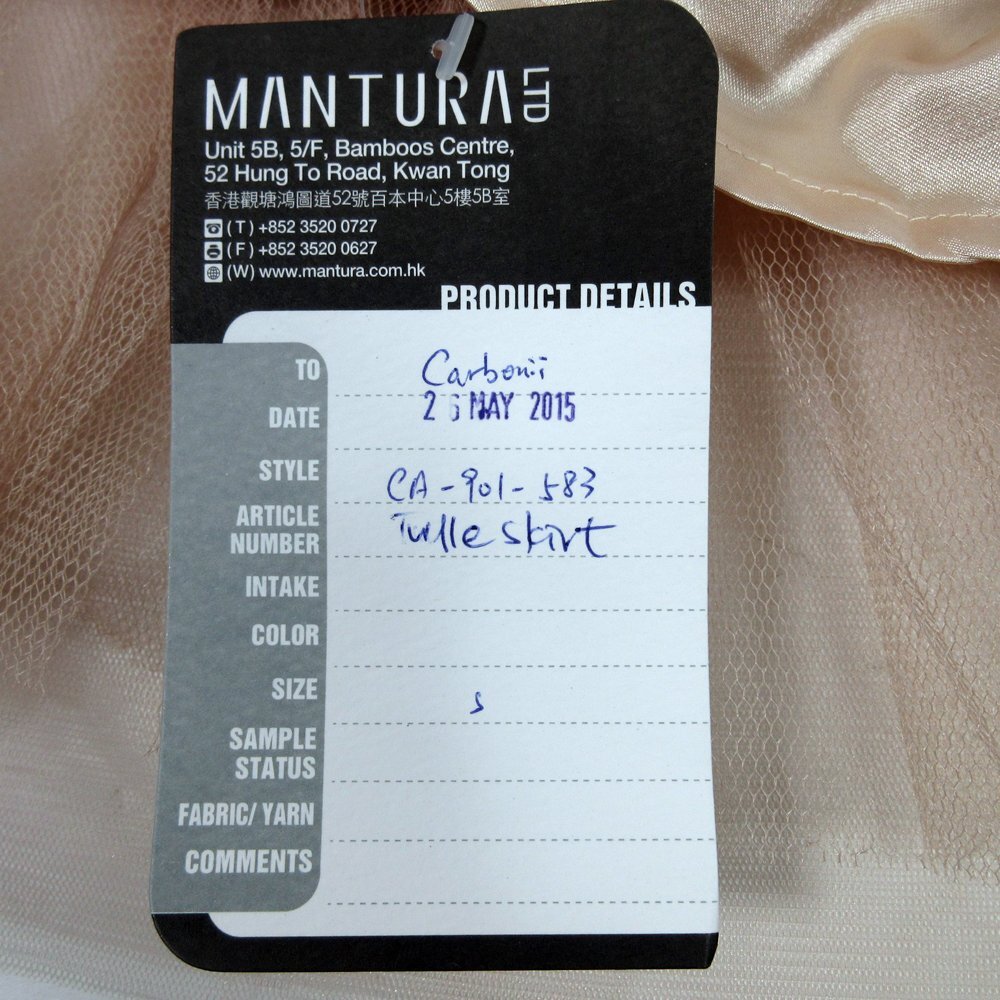 MANTURA LTD
Unit 5B, 5/F, Bamboos Centre,
52 Hung To Road, Kwan Tong
香港觀塘鴻圖道52號百本中心5樓5B室
(T) +852 3520 0727
(F) +852 3520 0627
(W) www.mantura.com.hk
PRODUCT DETAILS
TO
DATE 26 MAY 2015
STYLE CA-901-583
ARTICLE Tulle skirt
NUMBER
INTAKE
COLOR
SIZE S
SAMPLE
STATUS
FABRIC/ YARN
COMMENTS